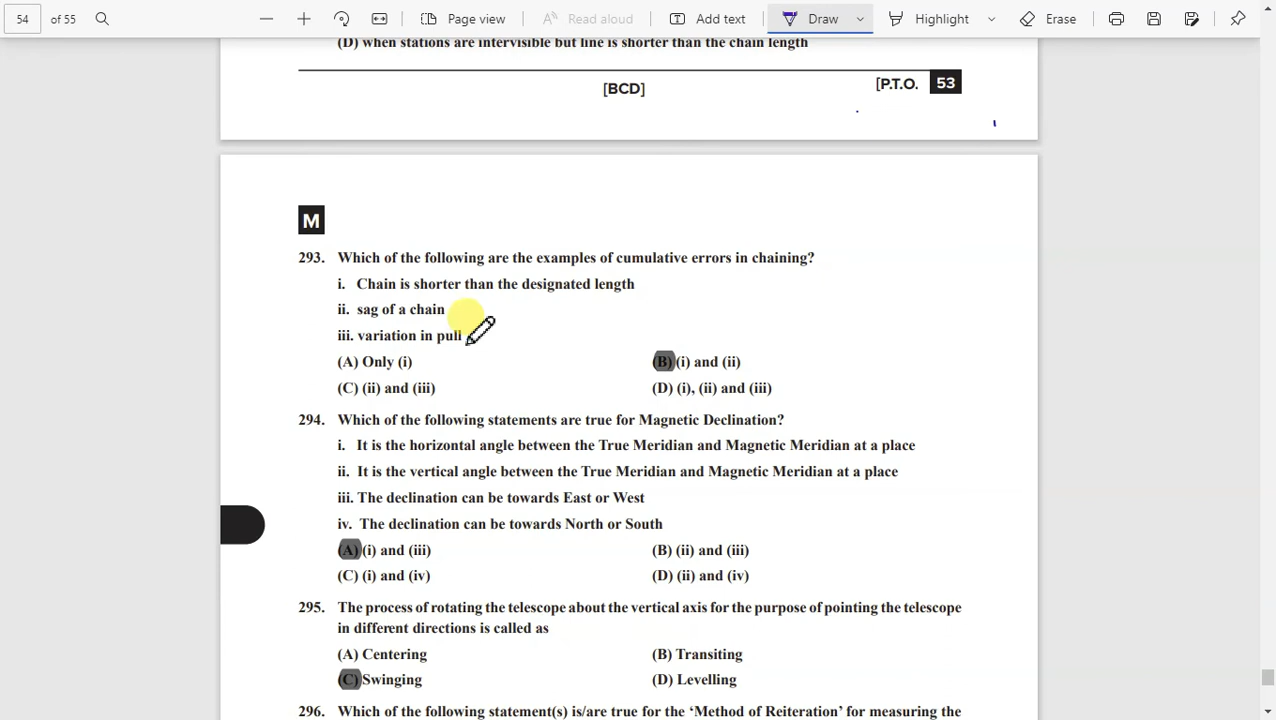 54 of 55 Page view Read aloud Add text Draw Highlight Erase
(D) when stations are intervisible but line is shorter than the chain length
[BCD] [P.T.O. 53
M
293. Which of the following are the examples of cumulative errors in chaining?
i. Chain is shorter than the designated length
ii. sag of a chain
iii. variation in pull
(A) Only (i) (B) (i) and (ii)
(C) (ii) and (iii) (D) (i), (ii) and (iii)
294. Which of the following statements are true for Magnetic Declination?
i. It is the horizontal angle between the True Meridian and Magnetic Meridian at a place
ii. It is the vertical angle between the True Meridian and Magnetic Meridian at a place
iii. The declination can be towards East or West
iv. The declination can be towards North or South
(A) (i) and (iii) (B) (ii) and (iii)
(C) (i) and (iv) (D) (ii) and (iv)
295. The process of rotating the telescope about the vertical axis for the purpose of pointing the telescope
in different directions is called as
(A) Centering (B) Transiting
(C) Swinging (D) Levelling
296. Which of the following statement(s) is/are true for the ‘Method of Reiteration’ for measuring the